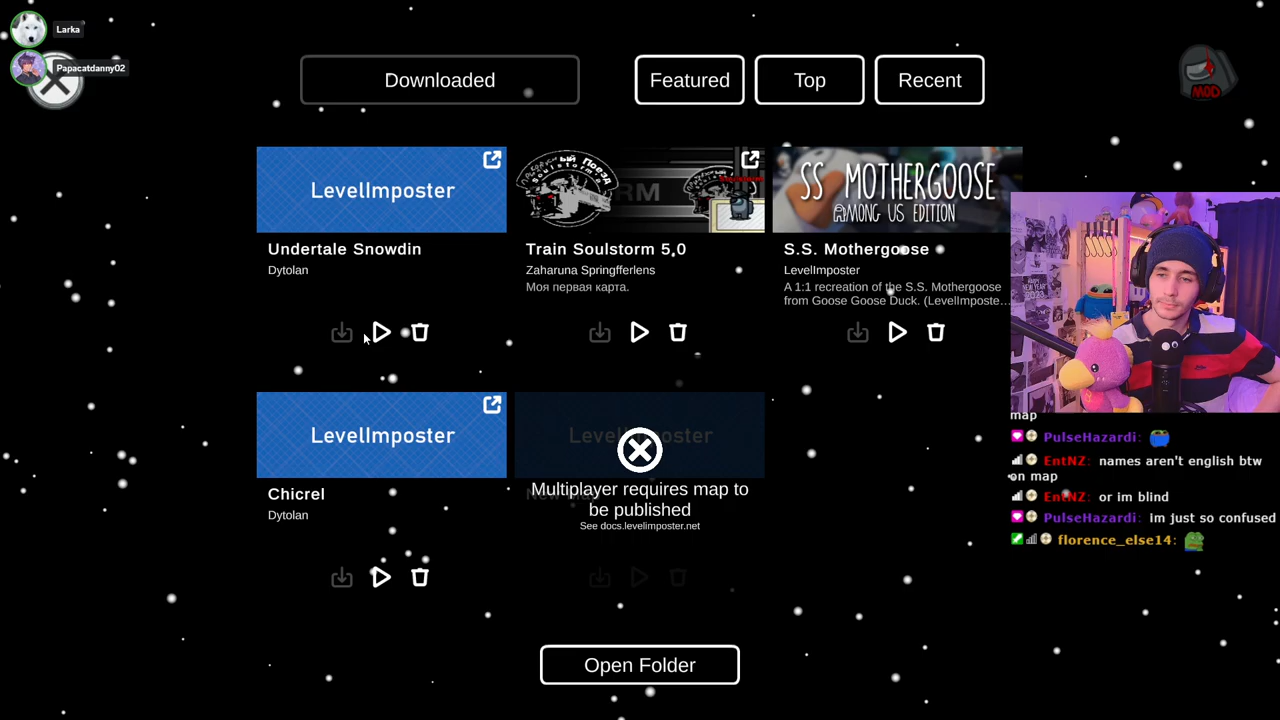 Larka
Papacatdanny02
Downloaded
Featured
Top
Recent
MOD
LevelImposter
Undertale Snowdin
Dytolan
Train Soulstorm 5.0
Zaharuna Springfferlens
Моя первая карта.
SS MOTHERGOOSE
AMONG US EDITION
S.S. Mothergoose
LevelImposter
A 1:1 recreation of the S.S. Mothergoose
from Goose Goose Duck. (LevelImposte...
LevelImposter
Chicrel
Dytolan
LevelImposter
Multiplayer requires map to
be published
See docs.levelimposter.net
Open Folder
map
PulseHazardi:
EntNZ: names aren't english btw
on map
EntNZ: or im blind
PulseHazardi: im just so confused
florence_else14: